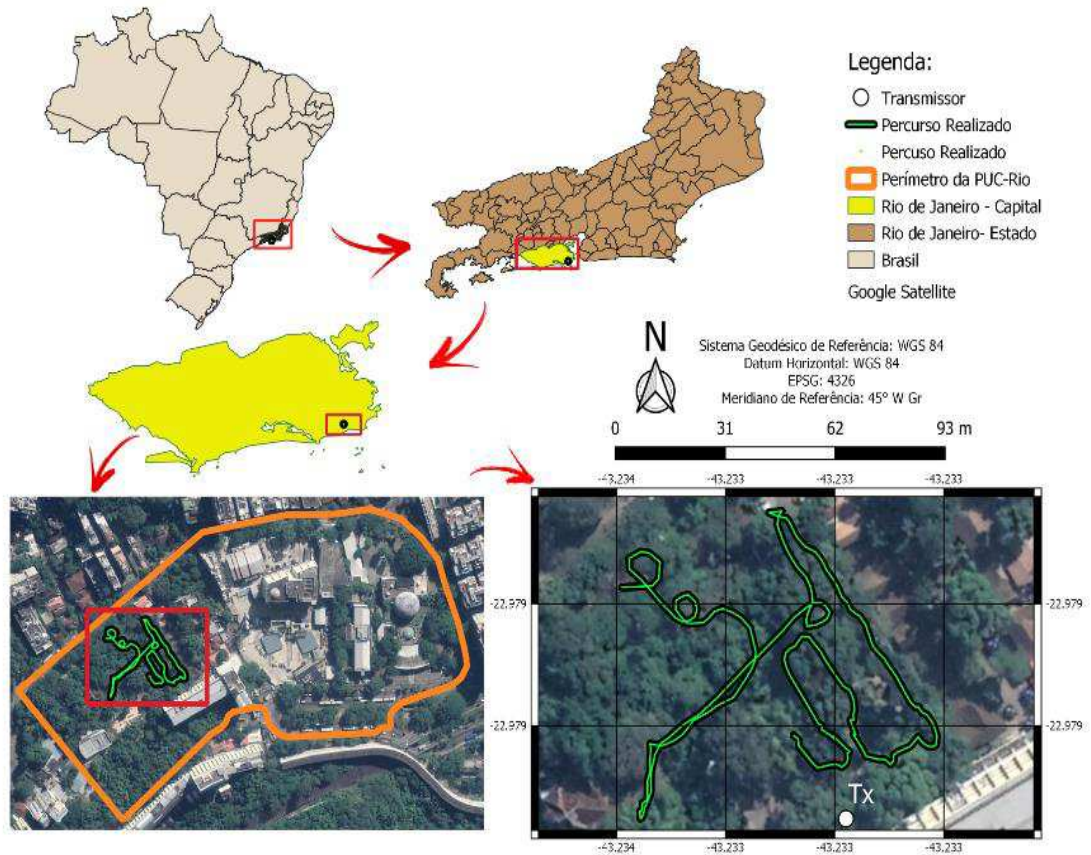 Legenda:
Transmissor
Percurso Realizado
Percuso Realizado
Perímetro da PUC-Rio
Rio de Janeiro - Capital
Rio de Janeiro- Estado
Brasil
Google Satellite
N
Sistema Geodésico de Referência: WGS 84
Datum Horizontal: WGS 84
EPSG: 4326
Meridiano de Referência: 45° W Gr
0 31 62 93 m
-43.234 -43.233 -43.233 -43.233
-22.979 -22.979
-22.979 -22.979
Tx
-43.234 -43.233 -43.233 -43.233